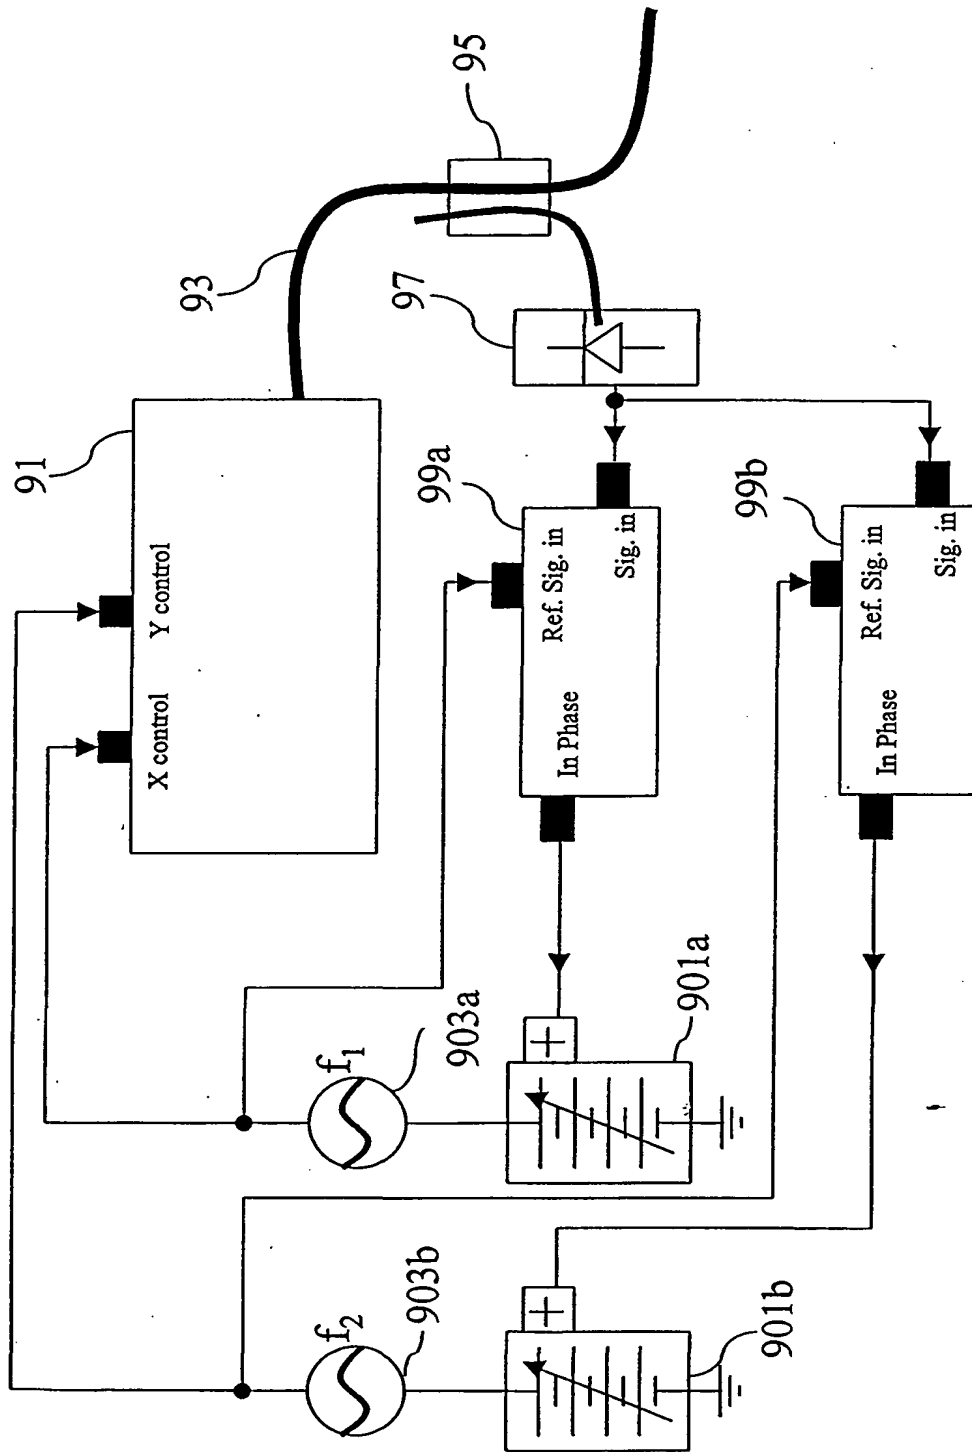 91
93
95
X control
Y control
97
99a
Ref. Sig. in
Sig. in
In Phase
99b
Ref. Sig. in
Sig. in
In Phase
f1
903a
901a
f2
903b
901b
+
+